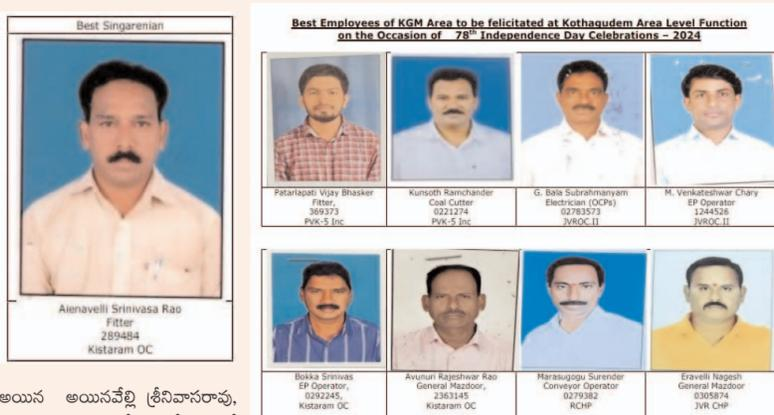 Best Singarenian
Aienavelli Srinivasa Rao
Fitter
289484
Kistaram OC
అయిన అయినవేల్లి శ్రీనివాసరావు,
Best Employees of KGM Area to be felicitated at Kothagudem Area Level Function
on the Occasion of 78th Independence Day Celebrations – 2024
Patarlapati Vijay Bhasker
Fitter,
369373
PVK-5 Inc
Kunsoth Ramchander
Coal Cutter
0221274
PVK-5 Inc
G. Bala Subrahmanyam
Electrician (OCPs)
02783573
JVROC.II
M. Venkateshwar Chary
EP Operator
1244526
JVROC.II
Bokka Srinivas
EP Operator,
0292245,
Kistaram OC
Avunuri Rajeshwar Rao
General Mazdoor,
2363145
Kistaram OC
Marasugogu Surender
Conveyor Operator
0279382
RCHP
Eravelli Nagesh
General Mazdoor
0305874
JVR CHP